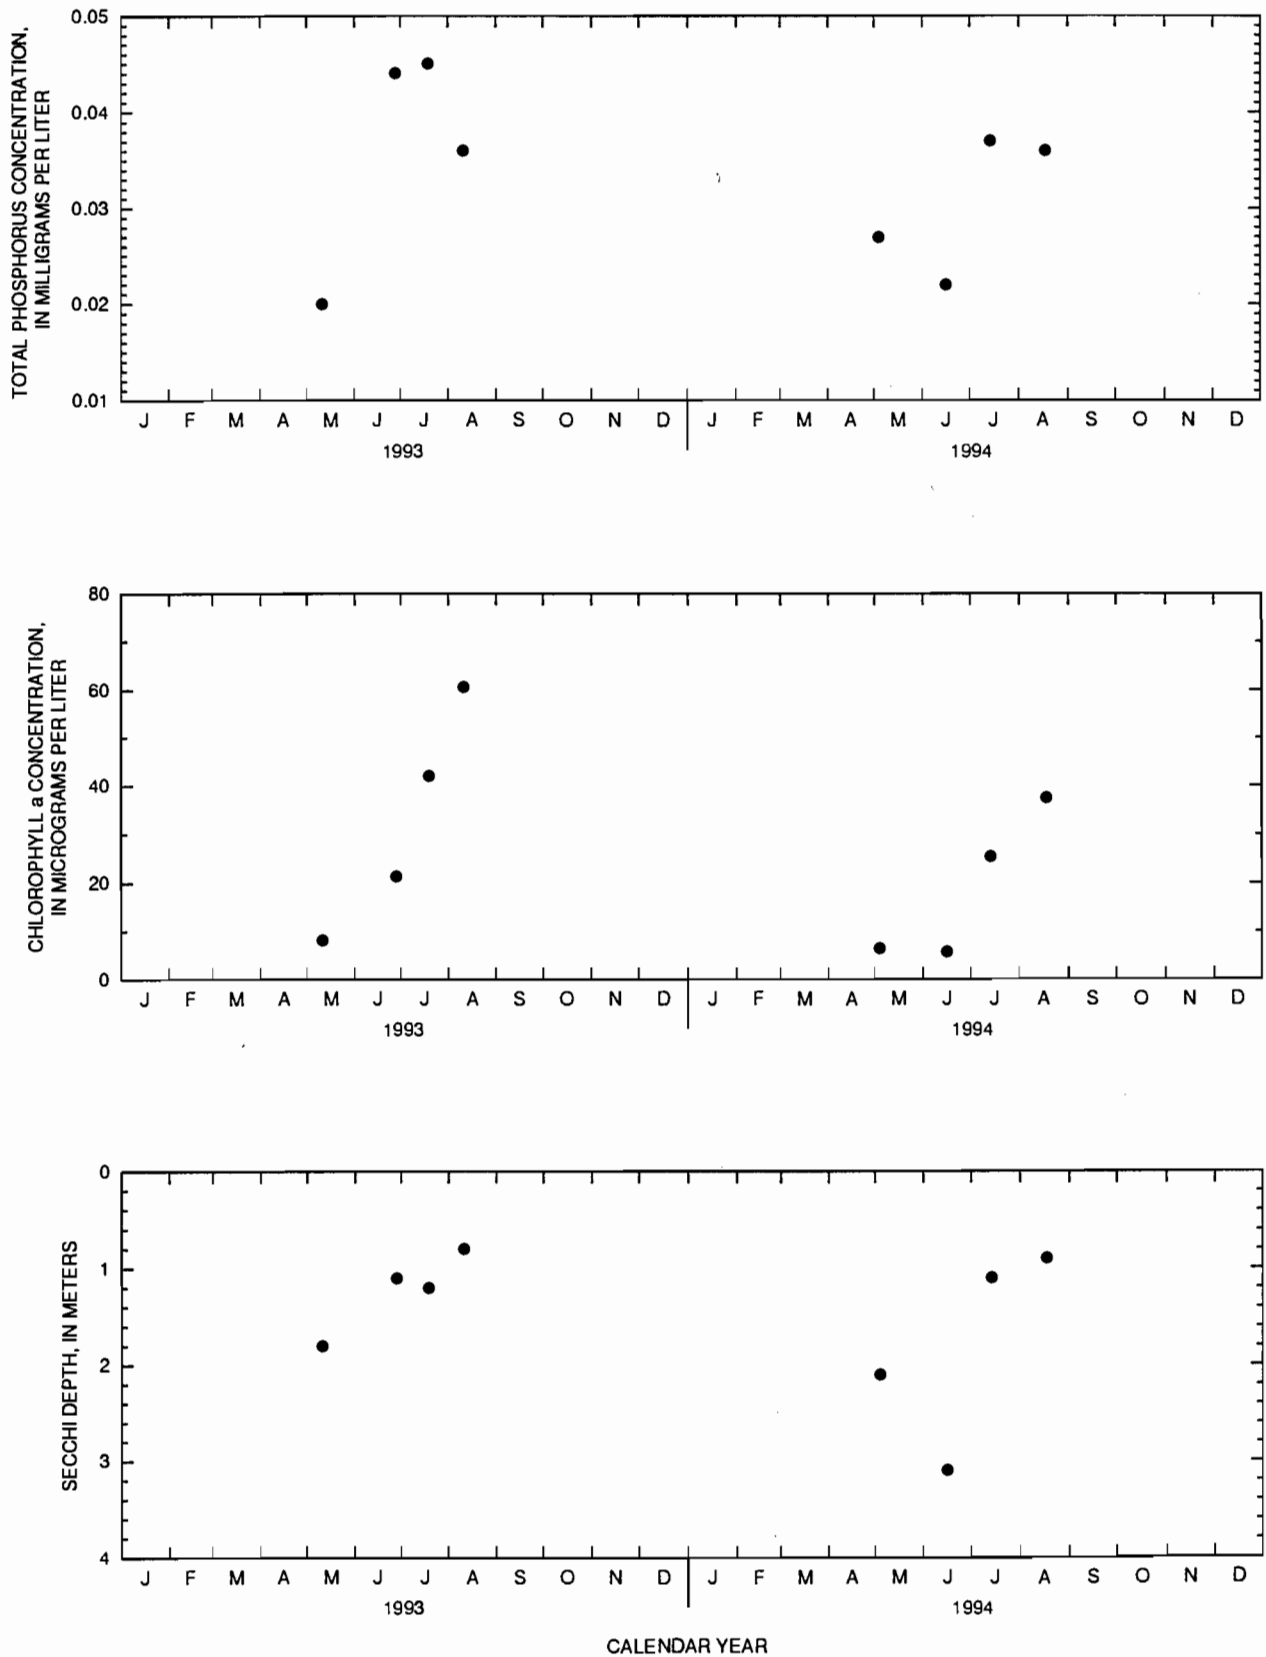 TOTAL PHOSPHORUS CONCENTRATION,
IN MILLIGRAMS PER LITER
0.05
0.04
0.03
0.02
0.01
J F M A M J J A S O N D J F M A M J J A S O N D
1993 1994
CHLOROPHYLL a CONCENTRATION,
IN MICROGRAMS PER LITER
80
60
40
20
0
J F M A M J J A S O N D J F M A M J J A S O N D
1993 1994
SECCHI DEPTH, IN METERS
0
1
2
3
4
J F M A M J J A S O N D J F M A M J J A S O N D
1993 1994
CALENDAR YEAR